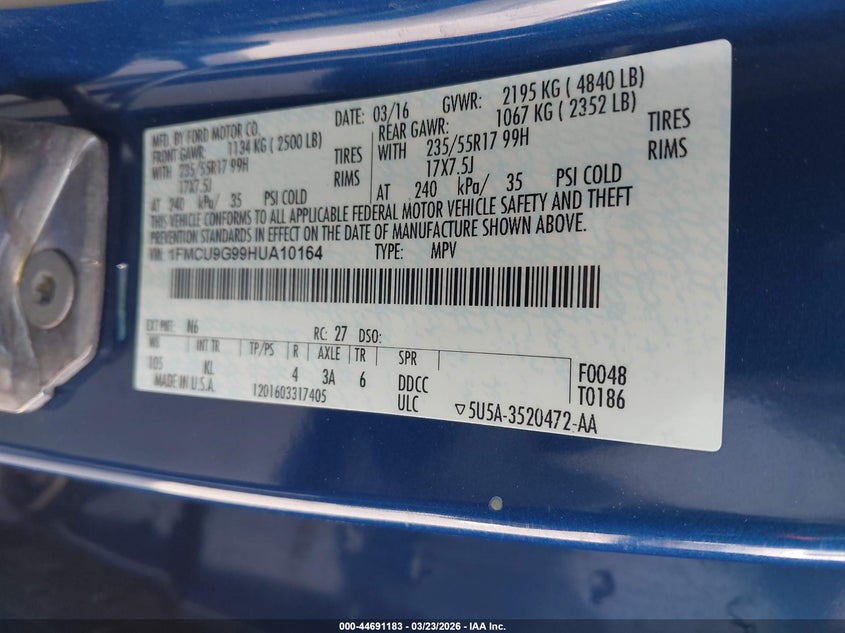 MFD. BY FORD MOTOR CO.
DATE: 03/16 GVWR: 2195 KG ( 4840 LB)
FRONT GAWR: 1134 KG ( 2500 LB)
REAR GAWR: 1067 KG ( 2352 LB)
WITH 235/55R17 99H TIRES
WITH 235/55R17 99H TIRES
17X7.5J RIMS
17X7.5J RIMS
AT 240 kPa/ 35 PSI COLD
AT 240 kPa/ 35 PSI COLD
THIS VEHICLE CONFORMS TO ALL APPLICABLE FEDERAL MOTOR VEHICLE SAFETY AND THEFT
PREVENTION STANDARDS IN EFFECT ON THE DATE OF MANUFACTURE SHOWN ABOVE.
VIN: 1FMCU9G99HUA10164 TYPE: MPV
EXT PNT: N6 RC: 27 DSO:
WB INT TR TP/PS R AXLE TR SPR
105 KL 4 3A 6 DDCC F0048
MADE IN U.S.A. 1201603317405 ULC T0186
▽5U5A-3520472-AA
000-44691183 - 03/23/2026 - IAA Inc.